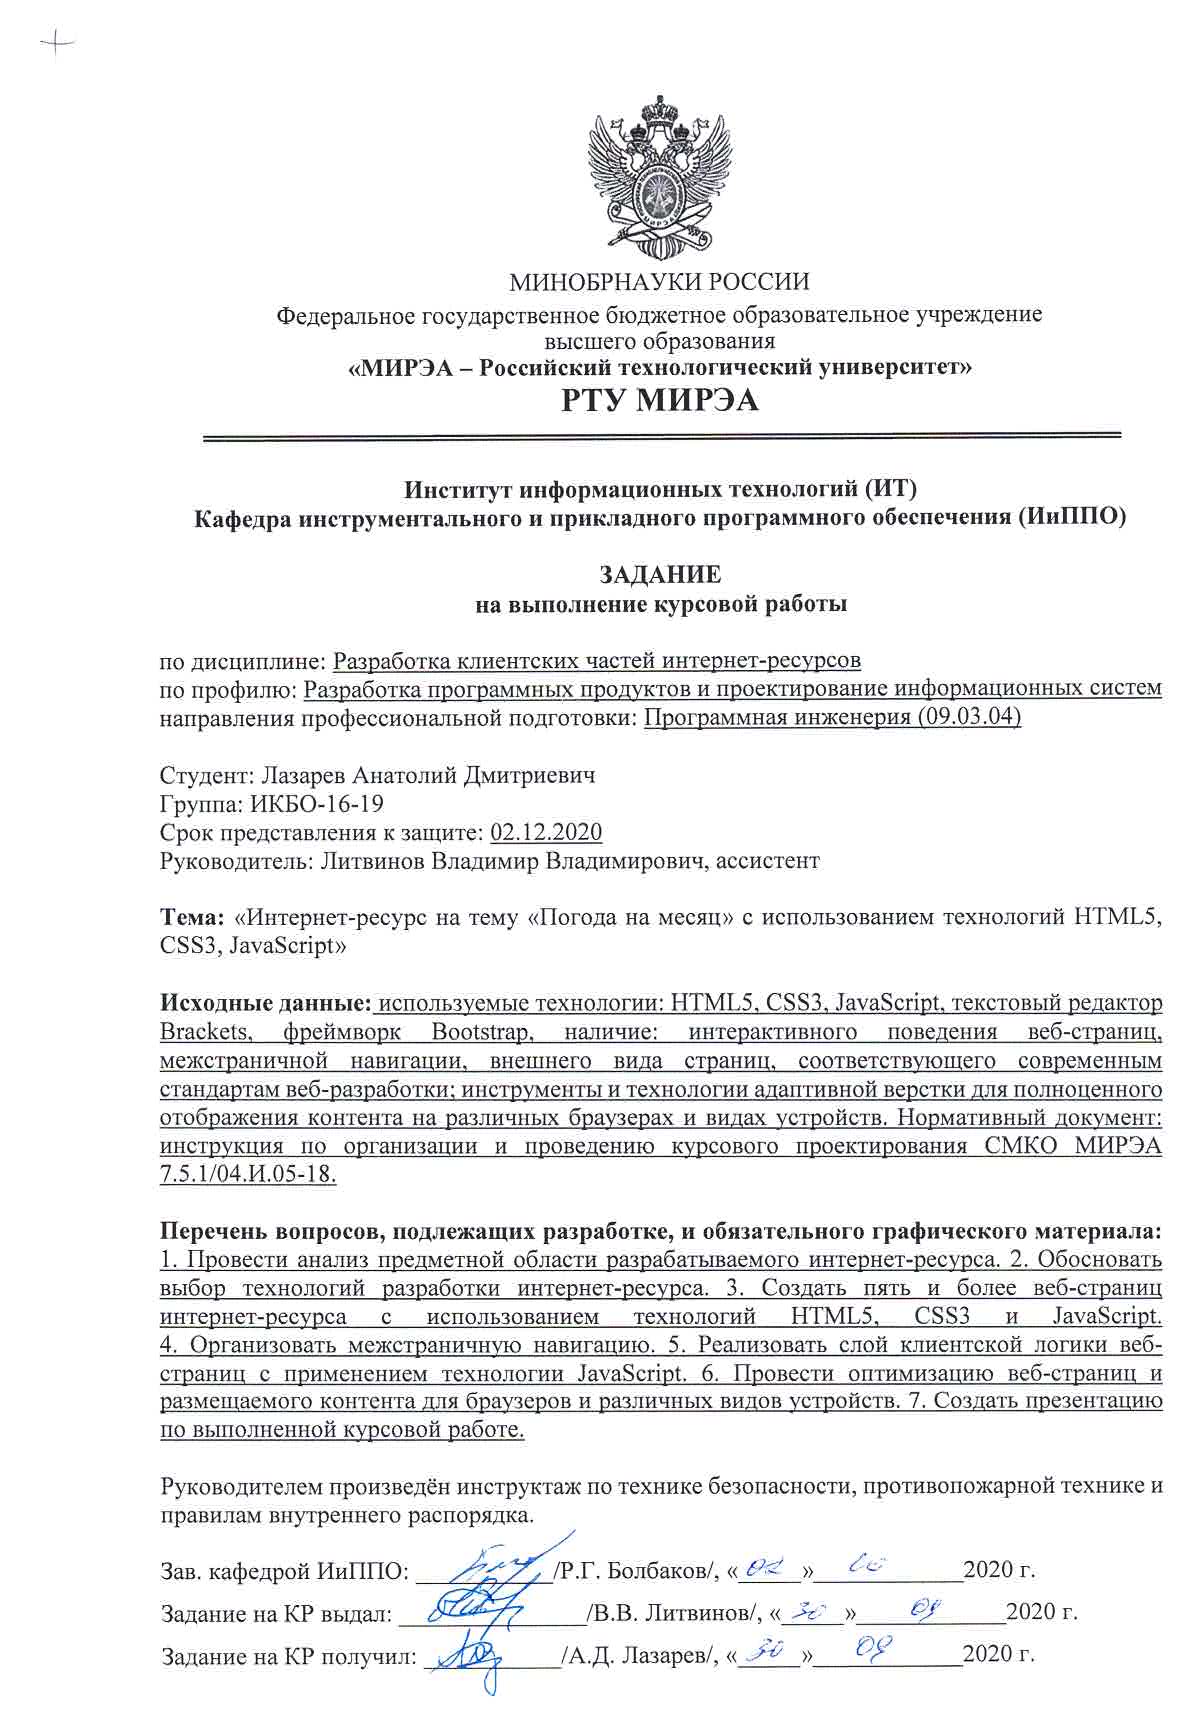 МИНОБРНАУКИ РОССИИ
Федеральное государственное бюджетное образовательное учреждение
высшего образования
«МИРЭА – Российский технологический университет»
РТУ МИРЭА
Институт информационных технологий (ИТ)
Кафедра инструментального и прикладного программного обеспечения (ИиППО)
ЗАДАНИЕ
на выполнение курсовой работы
по дисциплине: Разработка клиентских частей интернет-ресурсов
по профилю: Разработка программных продуктов и проектирование информационных систем
направления профессиональной подготовки: Программная инженерия (09.03.04)
Студент: Лазарев Анатолий Дмитриевич
Группа: ИКБО-16-19
Срок представления к защите: 02.12.2020
Руководитель: Литвинов Владимир Владимирович, ассистент
Тема: «Интернет-ресурс на тему «Погода на месяц» с использованием технологий HTML5,
CSS3, JavaScript»
Исходные данные: используемые технологии: HTML5, CSS3, JavaScript, текстовый редактор
Brackets, фреймворк Bootstrap, наличие: интерактивного поведения веб-страниц,
межстраничной навигации, внешнего вида страниц, соответствующего современным
стандартам веб-разработки; инструменты и технологии адаптивной верстки для полноценного
отображения контента на различных браузерах и видах устройств. Нормативный документ:
инструкция по организации и проведению курсового проектирования СМКО МИРЭА
7.5.1/04.И.05-18.
Перечень вопросов, подлежащих разработке, и обязательного графического материала:
1. Провести анализ предметной области разрабатываемого интернет-ресурса. 2. Обосновать
выбор технологий разработки интернет-ресурса. 3. Создать пять и более веб-страниц
интернет-ресурса с использованием технологий HTML5, CSS3 и JavaScript.
4. Организовать межстраничную навигацию. 5. Реализовать слой клиентской логики веб-
страниц с применением технологии JavaScript. 6. Провести оптимизацию веб-страниц и
размещаемого контента для браузеров и различных видов устройств. 7. Создать презентацию
по выполненной курсовой работе.
Руководителем произведён инструктаж по технике безопасности, противопожарной технике и
правилам внутреннего распорядка.
Зав. кафедрой ИиППО: ___________/Р.Г. Болбаков/, «_____»____________2020 г.
Задание на КР выдал: _______________/В.В. Литвинов/, «30»09 2020 г.
Задание на КР получил: ___________/А.Д. Лазарев/, «30»09 2020 г.